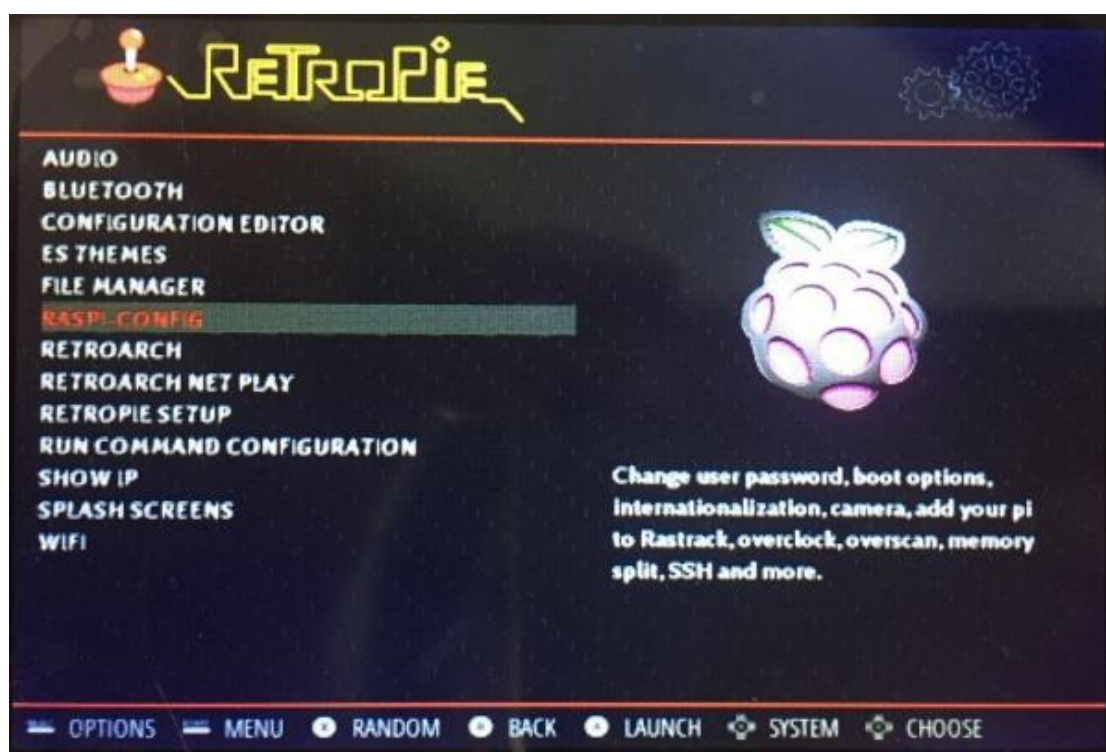 RETROPIE
AUDIO
BLUETOOTH
CONFIGURATION EDITOR
ES THEMES
FILE MANAGER
RASPI-CONFIG
RETROARCH
RETROARCH NET PLAY
RETROPIE SETUP
RUN COMMAND CONFIGURATION
SHOW IP
SPLASH SCREENS
WIFI
Change user password, boot options,
internationalization, camera, add your pi
to Rastrack, overclock, overscan, memory
split, SSH and more.
OPTIONS MENU RANDOM BACK LAUNCH SYSTEM CHOOSE